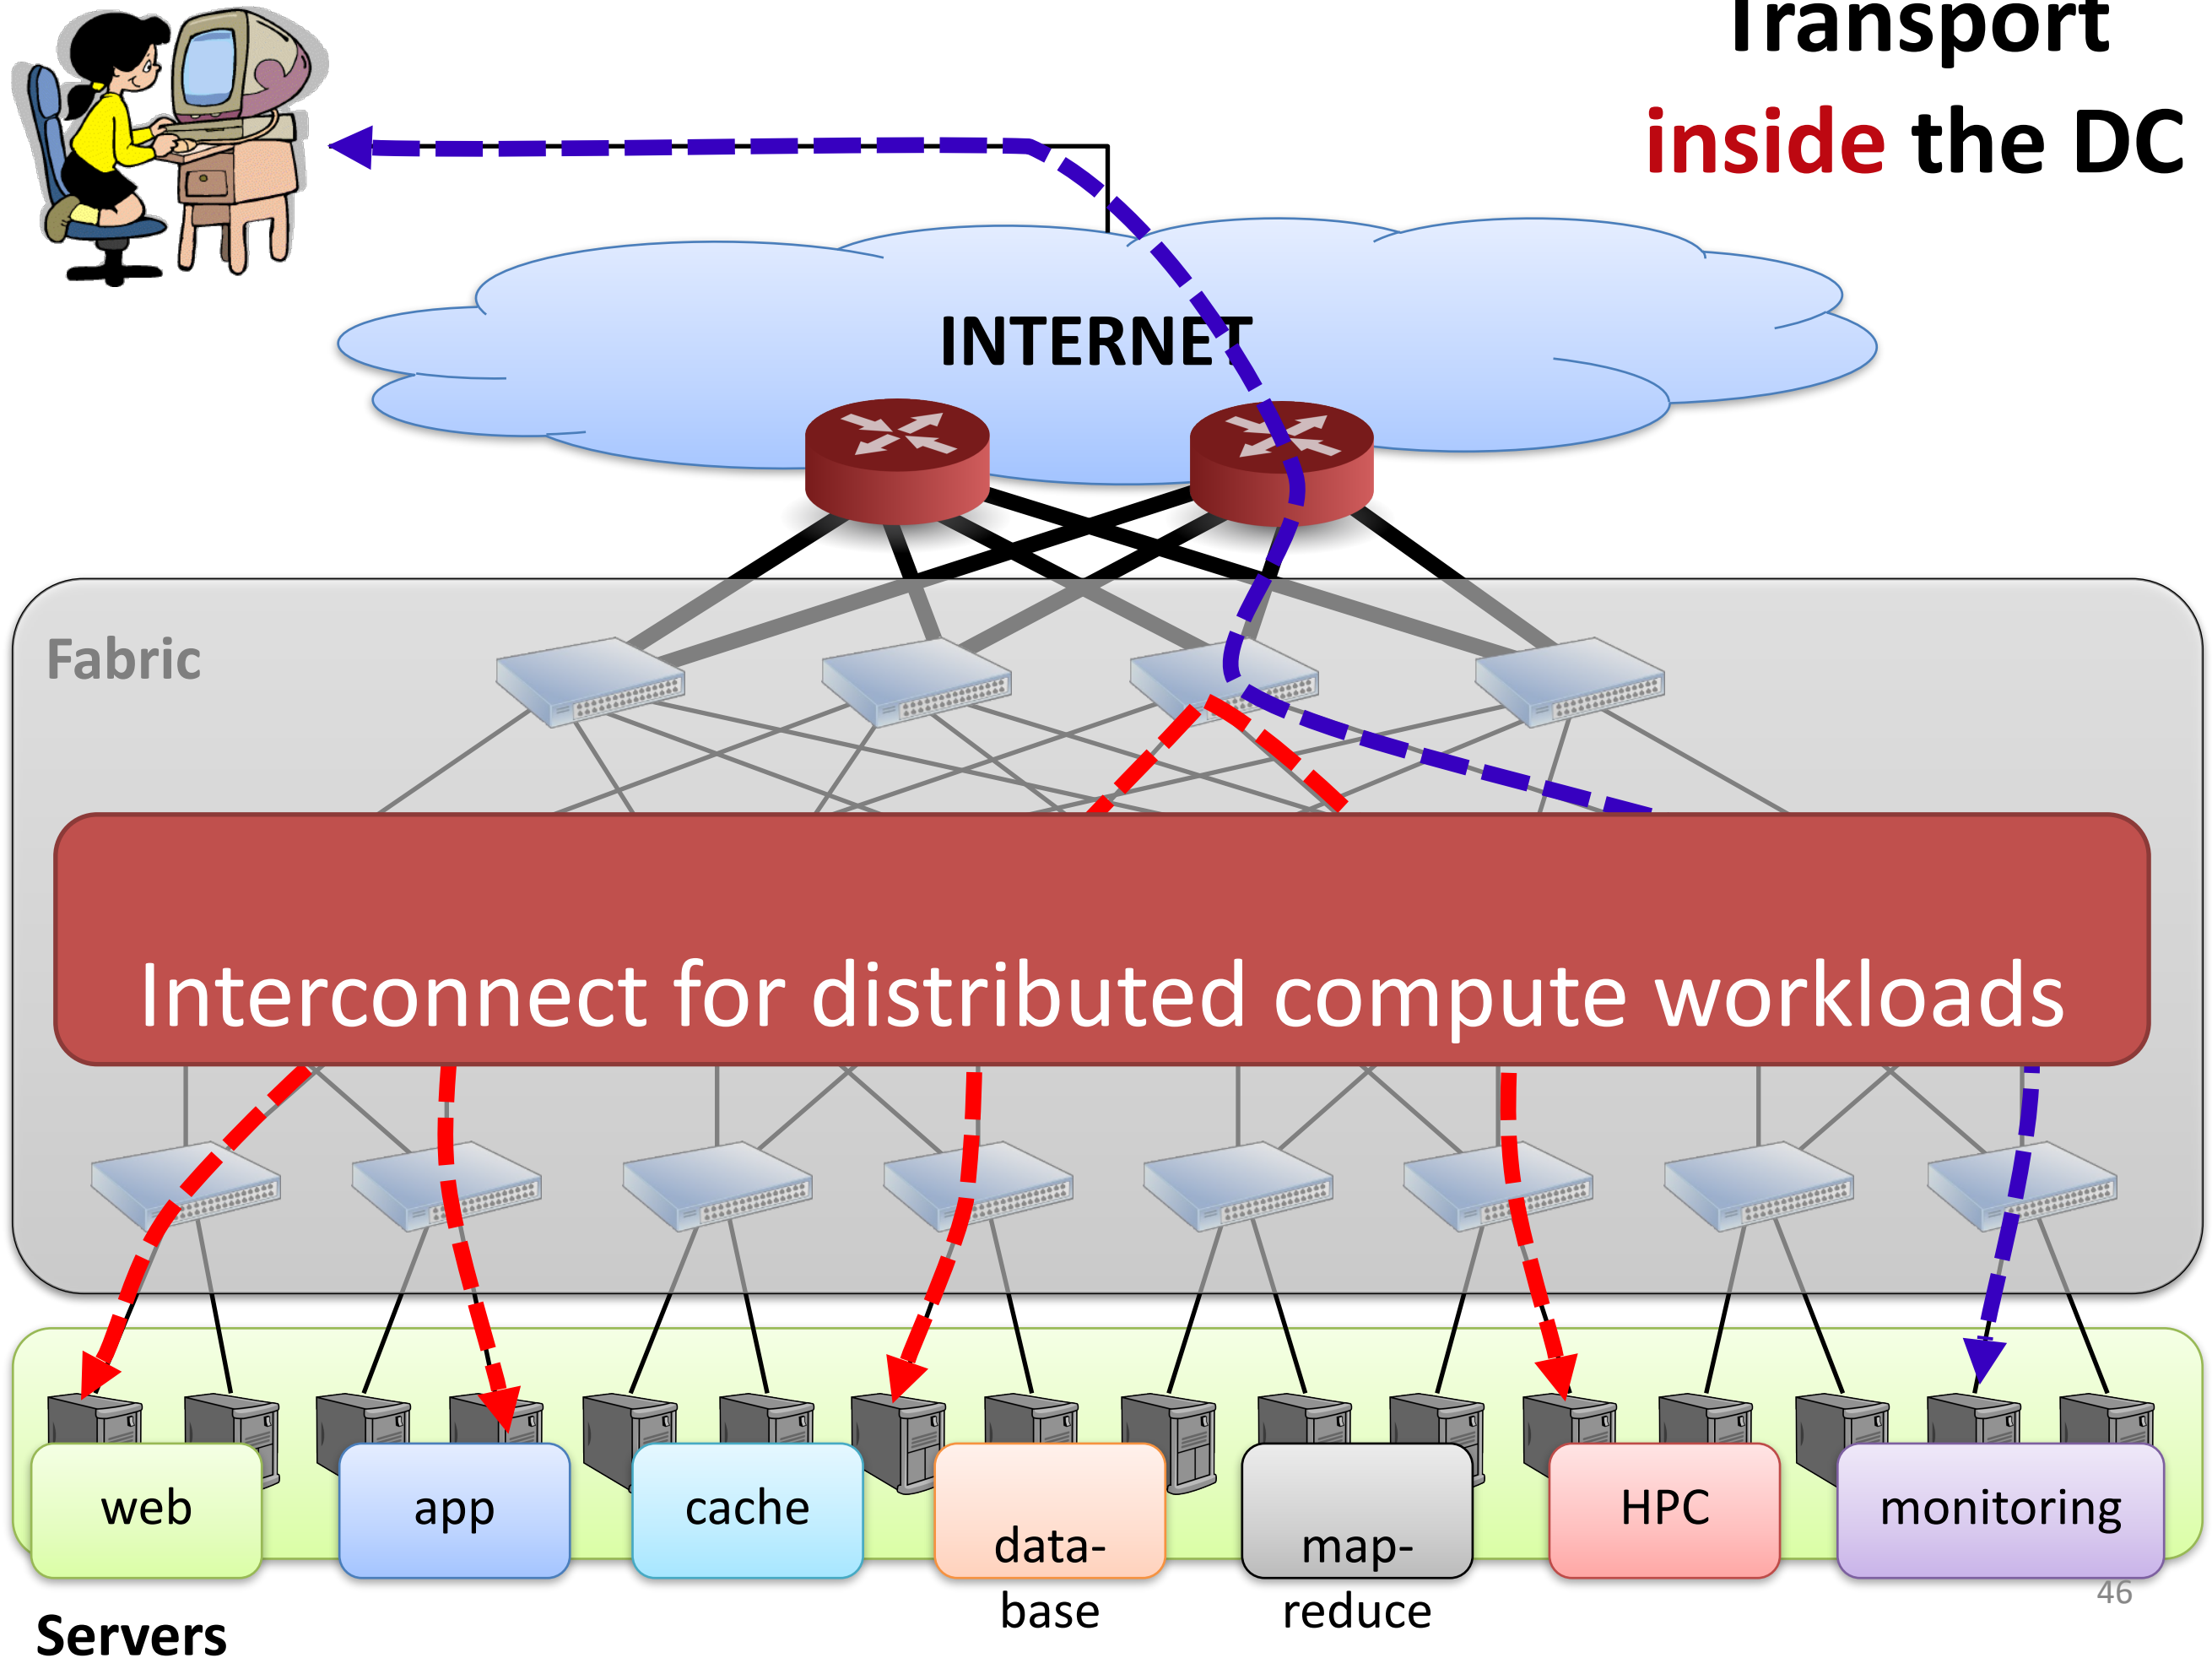 Transport
inside the DC
INTERNET
Fabric
Interconnect for distributed compute workloads
web
app
cache
data-
base
map-
reduce
HPC
monitoring
46
Servers